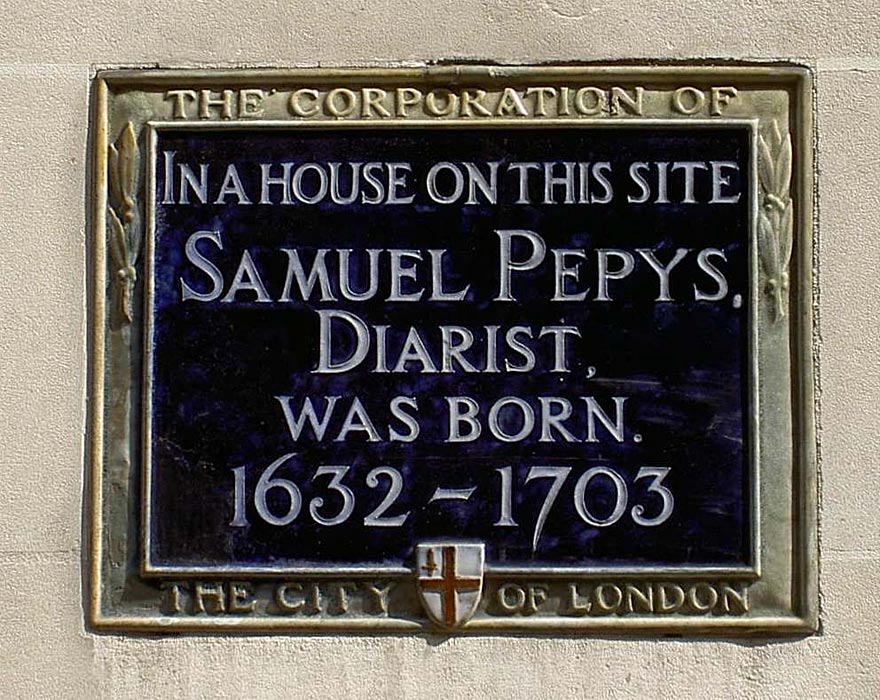 THE CORPORATION OF
IN A HOUSE ON THIS SITE
SAMUEL PEPYS,
DIARIST,
WAS BORN.
1632 – 1703
THE CITY OF LONDON